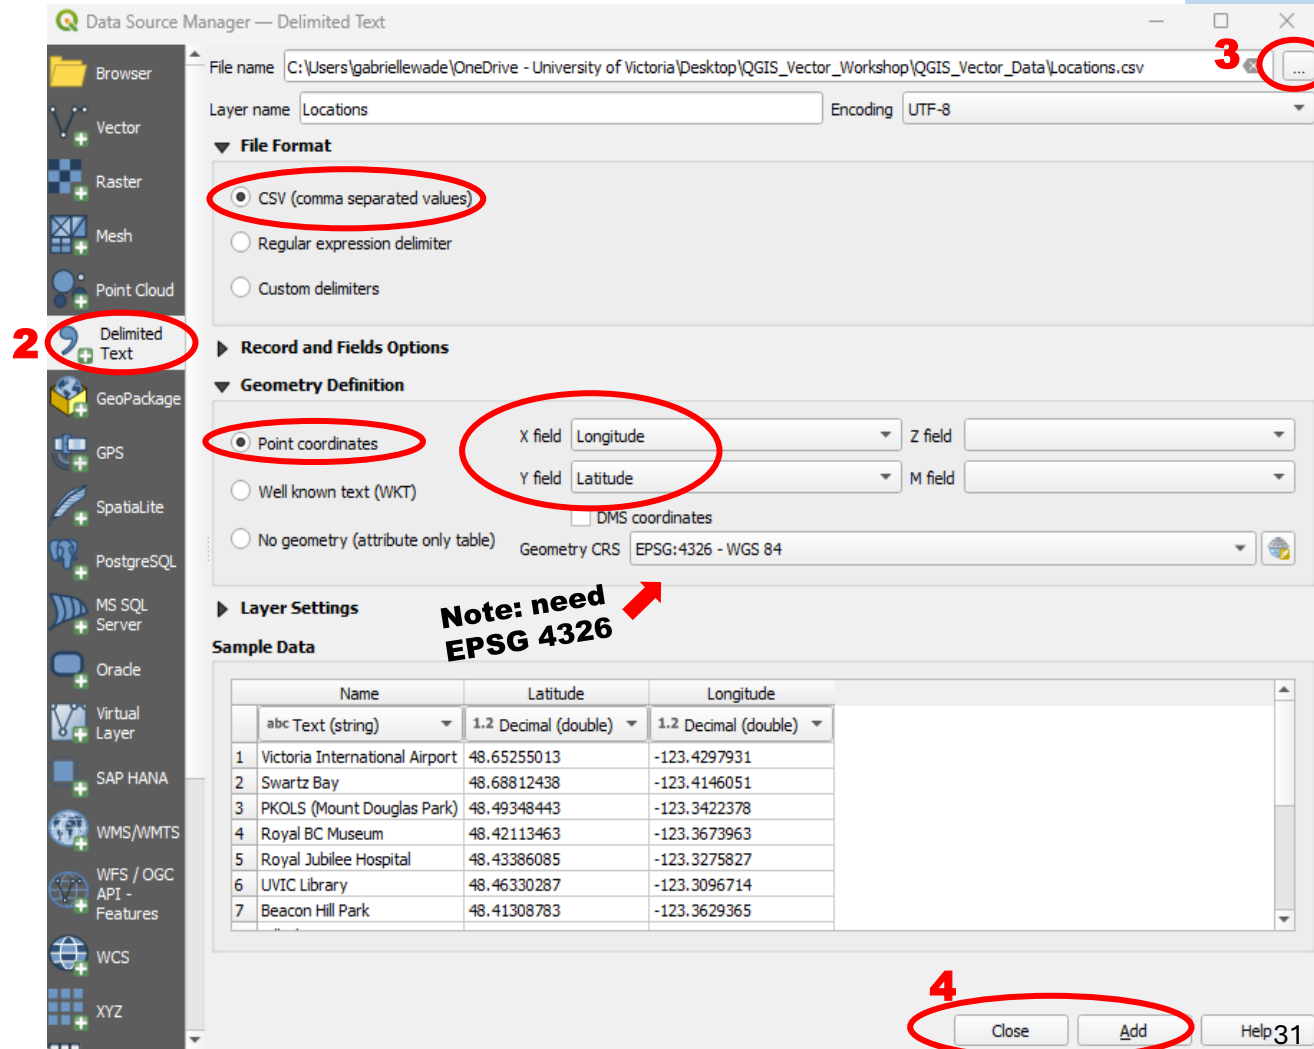 Data Source Manager — Delimited Text
3
File name C:\Users\gabriellewade\OneDrive - University of Victoria\Desktop\QGIS_Vector_Workshop\QGIS_Vector_Data\Locations.csv ...
Layer name Locations Encoding UTF-8
File Format
CSV (comma separated values)
Regular expression delimiter
Custom delimiters
Record and Fields Options
Geometry Definition
Point coordinates
Well known text (WKT)
No geometry (attribute only table)
X field Longitude Z field
Y field Latitude M field
DMS coordinates
Geometry CRS EPSG:4326 - WGS 84
Note: need
EPSG 4326
Layer Settings
Sample Data
Name Latitude Longitude
abc Text (string) 1.2 Decimal (double) 1.2 Decimal (double)
1 Victoria International Airport 48.65255013 -123.4297931
2 Swartz Bay 48.68812438 -123.4146051
3 PKOLS (Mount Douglas Park) 48.49348443 -123.3422378
4 Royal BC Museum 48.42113463 -123.3673963
5 Royal Jubilee Hospital 48.43386085 -123.3275827
6 UVIC Library 48.46330287 -123.3096714
7 Beacon Hill Park 48.41308783 -123.3629365
4
Close Add Help
31
Browser
Vector
Raster
Mesh
Point Cloud
2
Delimited
Text
GeoPackage
GPS
SpatiaLite
PostgreSQL
MS SQL
Server
Oracle
Virtual
Layer
SAP HANA
WMS/WMTS
WFS / OGC
API -
Features
WCS
XYZ